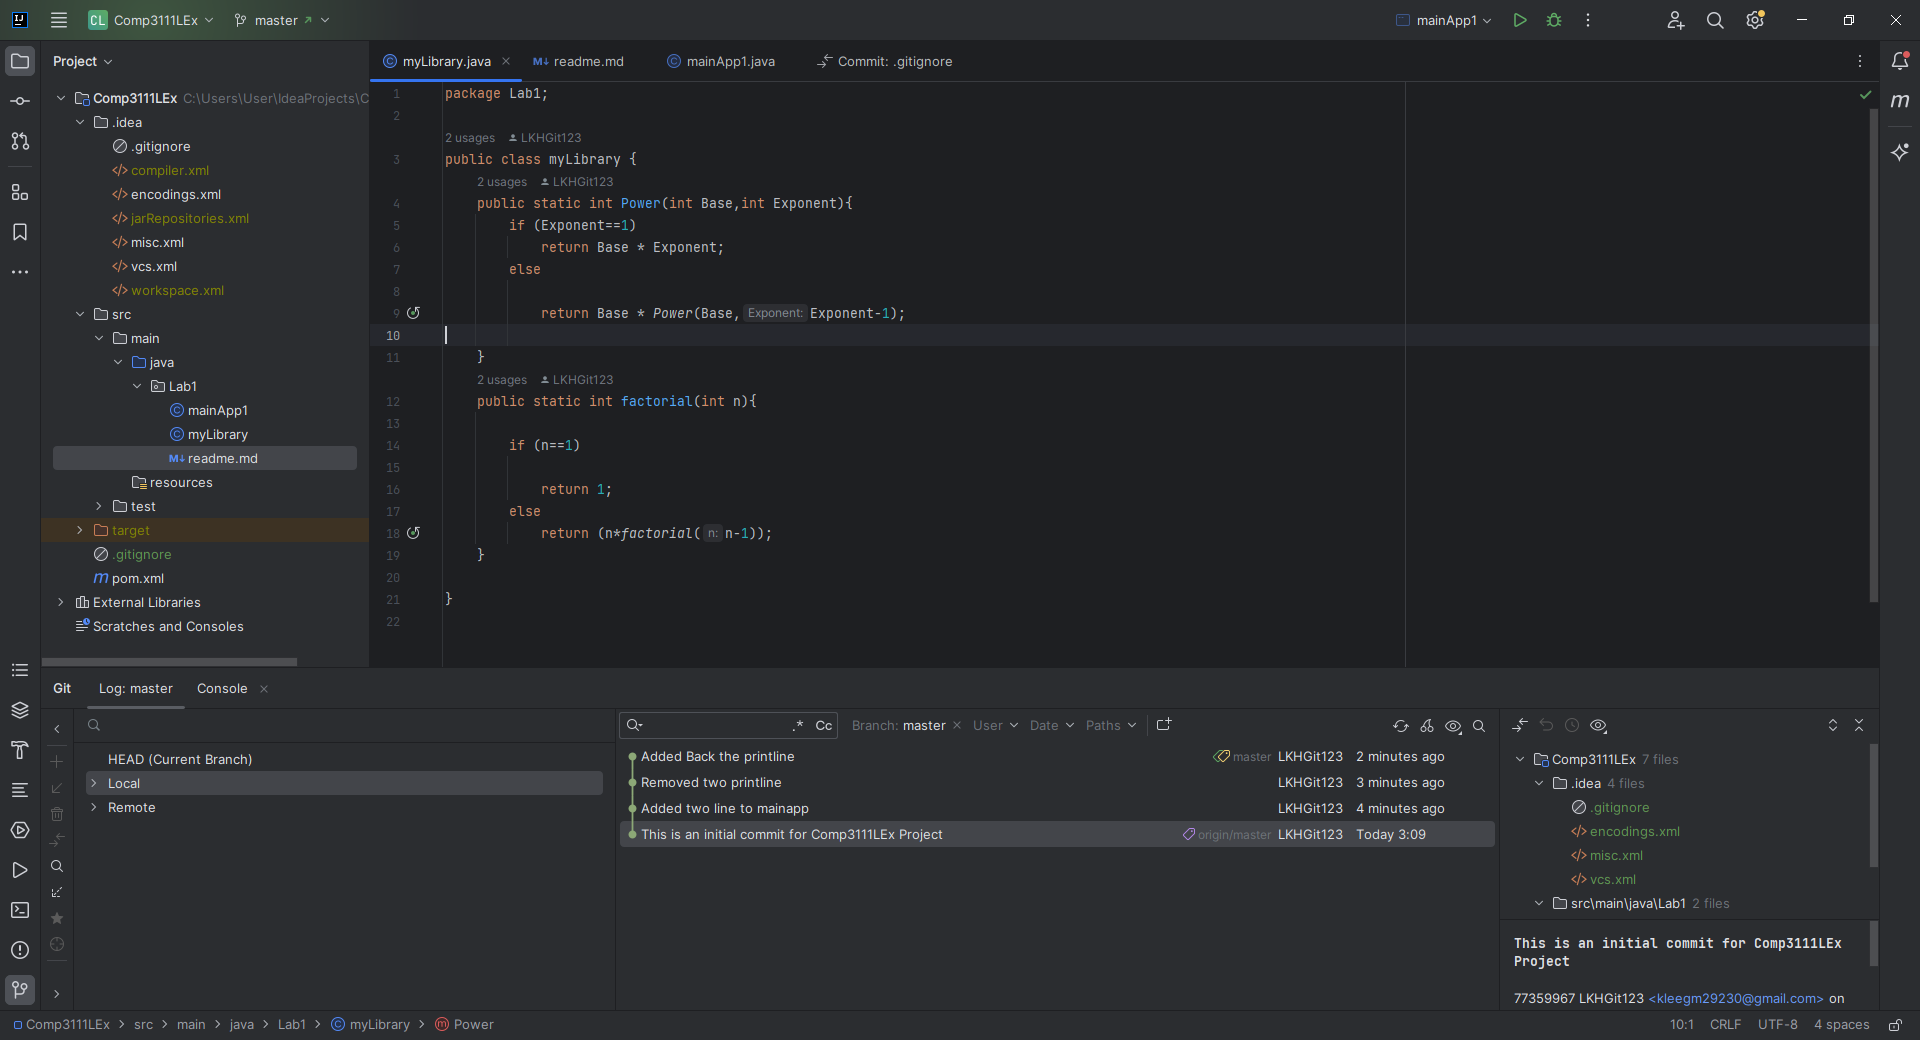 CL Comp3111LEx master mainApp1
Project
myLibrary.java readme.md mainApp1.java Commit: .gitignore
Comp3111LEx C:\Users\User\IdeaProjects\C
.idea
.gitignore
compiler.xml
encodings.xml
jarRepositories.xml
misc.xml
vcs.xml
workspace.xml
src
main
java
Lab1
mainApp1
myLibrary
readme.md
resources
test
target
.gitignore
pom.xml
External Libraries
Scratches and Consoles
1 package Lab1;
2
2 usages LKHGit123
3 public class myLibrary {
2 usages LKHGit123
4 public static int Power(int Base,int Exponent){
5 if (Exponent==1)
6 return Base * Exponent;
7 else
8
9 return Base * Power(Base, Exponent: Exponent-1);
10
11 }
2 usages LKHGit123
12 public static int factorial(int n){
13
14 if (n==1)
15
16 return 1;
17 else
18 return (n*factorial( n: n-1));
19 }
20
21 }
22
Git Log: master Console
HEAD (Current Branch)
Local
Remote
.* Cc Branch: master User Date Paths
Added Back the printline master LKHGit123 2 minutes ago
Removed two printline LKHGit123 3 minutes ago
Added two line to mainapp LKHGit123 4 minutes ago
This is an initial commit for Comp3111LEx Project origin/master LKHGit123 Today 3:09
Comp3111LEx 7 files
.idea 4 files
.gitignore
encodings.xml
misc.xml
vcs.xml
src\main\java\Lab1 2 files
This is an initial commit for Comp3111LEx
Project
77359967 LKHGit123 <kleegm29230@gmail.com> on
Comp3111LEx > src > main > java > Lab1 > myLibrary > Power 10:1 CRLF UTF-8 4 spaces